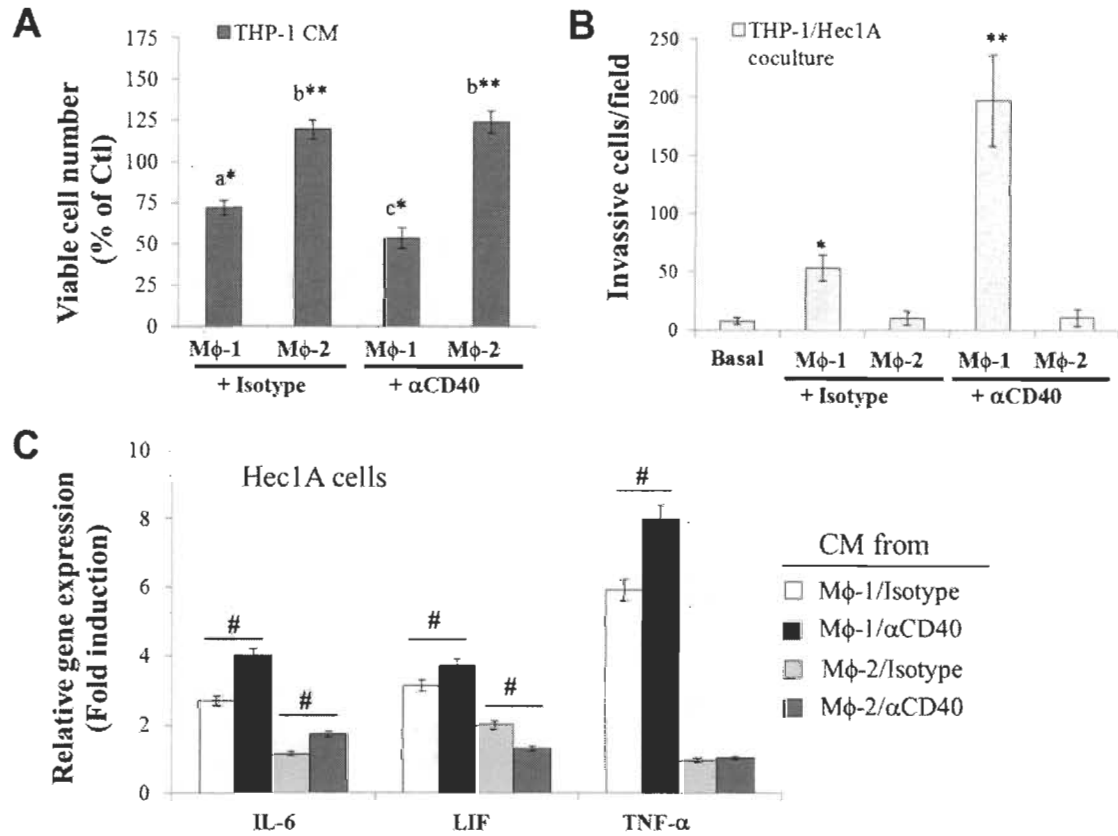 A
THP-1 CM
Viable cell number
(% of Ctl)
175
150
125
100
75
50
25
0
a*
b**
c*
b**
Mϕ-1 Mϕ-2 Mϕ-1 Mϕ-2
+ Isotype + αCD40
B
THP-1/Hec1A
coculture
Invassive cells/field
250
200
150
100
50
0
*
**
Basal Mϕ-1 Mϕ-2 Mϕ-1 Mϕ-2
+ Isotype + αCD40
C
Hec1A cells
Relative gene expression
(Fold induction)
10
8
6
4
2
0
# # # # #
IL-6 LIF TNF-α
CM from
Mϕ-1/Isotype
Mϕ-1/αCD40
Mϕ-2/Isotype
Mϕ-2/αCD40